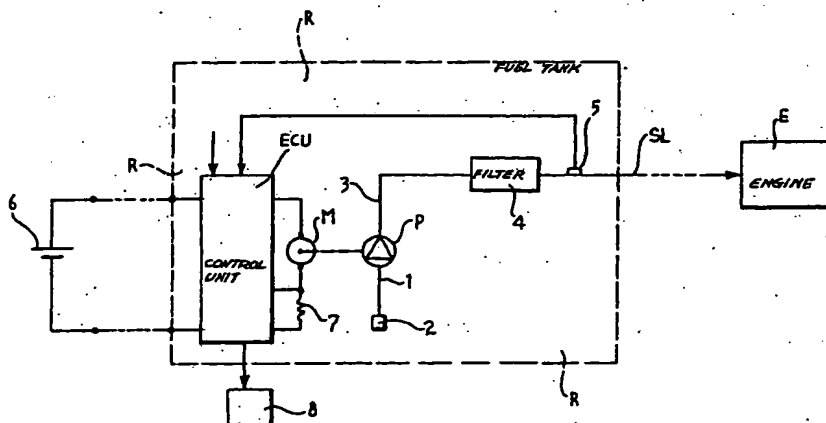 R
FUEL TANK
5
E
ECU
SL
R
3
FILTER
ENGINE
4
6
M
P
CONTROL UNIT
1
7
2
R
8